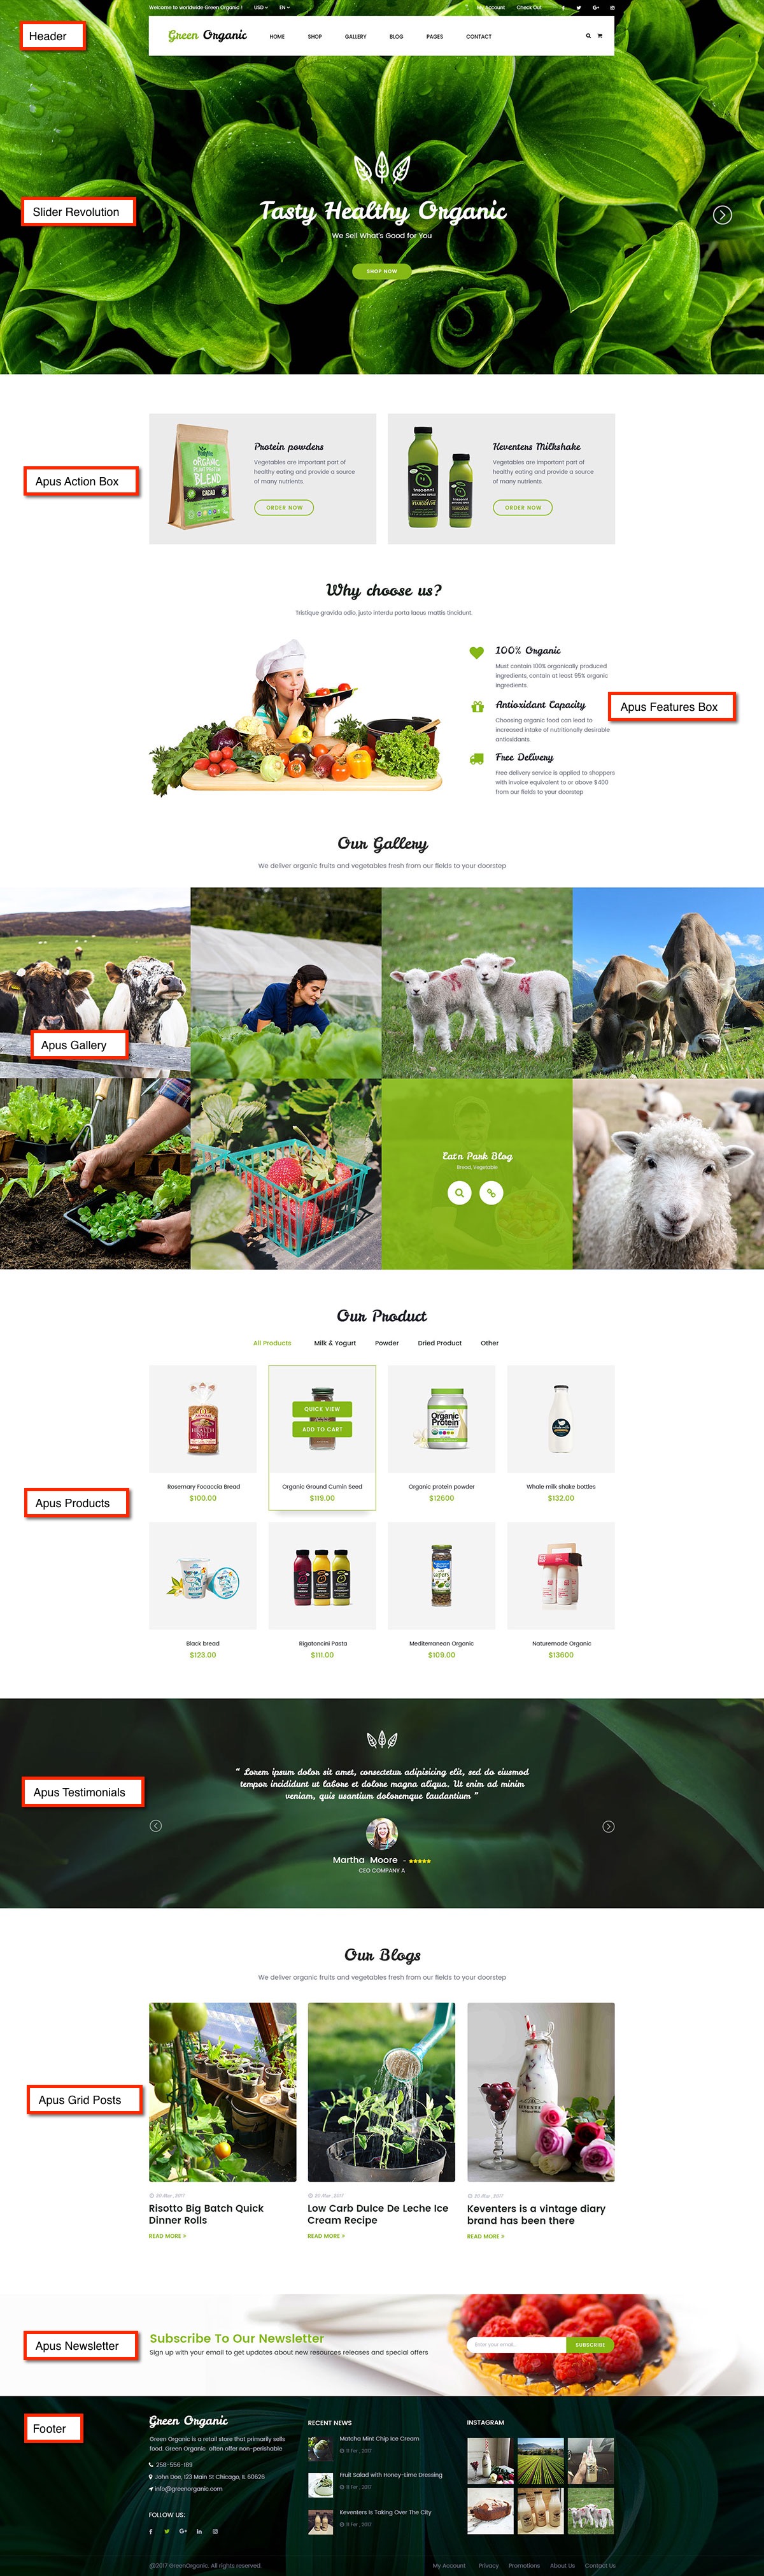 Welcome to worldwide Green Organic ! USD EN My Account Check Out
Header
Green Organic HOME SHOP GALLERY BLOG PAGES CONTACT
Slider Revolution
Tasty Healthy Organic
We Sell What's Good for You
SHOP NOW
Apus Action Box
ORGANIC
BLEND
CACAO
Protein powders
Vegetables are important part of
healthy eating and provide a source
of many nutrients.
ORDER NOW
Keventers Milkshake
Vegetables are important part of
healthy eating and provide a source
of many nutrients.
ORDER NOW
Why choose us?
Tristique gravida odio, justo interdu porta lacus mattis tincidunt.
100% Organic
Must contain 100% organically produced
ingredients, contain at least 95% organic
ingredients.
Apus Features Box
Antioxidant Capacity
Choosing organic food can lead to
increased intake of nutritionally desirable
antioxidants.
Free Delivery
Free delivery service is applied to shoppers
with invoice equivalent to or above $400
from our fields to your doorstep
Our Gallery
We deliver organic fruits and vegetables fresh from our fields to your doorstep
Apus Gallery
Eat'n Park Blog
Bread, Vegetable
Our Product
All Products Milk & Yogurt Powder Dried Product Other
QUICK VIEW
ADD TO CART
Organic
Protein
Rosemary Focaccia Bread
$100.00
Organic Ground Cumin Seed
$119.00
Organic protein powder
$12600
Whale milk shake bottles
$132.00
Apus Products
Black bread
$123.00
Rigatoncini Pasta
$111.00
Mediterranean Organic
$109.00
Naturemade Organic
$13600
Apus Testimonials
“ Lorem ipsum dolor sit amet, consectetur adipisicing elit, sed do eiusmod
tempor incididunt ut labore et dolore magna aliqua. Ut enim ad minim
veniam, quis usantium doloremque laudantium ”
Martha Moore -
CEO COMPANY A
Our Blogs
We deliver organic fruits and vegetables fresh from our fields to your doorstep
Apus Grid Posts
20 Mar , 2017
Risotto Big Batch Quick
Dinner Rolls
READ MORE »
20 Mar , 2017
Low Carb Dulce De Leche Ice
Cream Recipe
READ MORE »
20 Mar , 2017
Keventers is a vintage diary
brand has been there
READ MORE »
Apus Newsletter
Subscribe To Our Newsletter
Sign up with your email to get updates about new resources releases and special offers
Enter your email...
SUBSCRIBE
Footer
Green Organic
Green Organic is a retail store that primarily sells
food. Green Organic often offer non-perishable
258-556-189
John Doe, 123 Main St Chicago, IL 60626
info@greenorganic.com
FOLLOW US:
RECENT NEWS
Matcha Mint Chip Ice Cream
11 Fer , 2017
Fruit Salad with Honey-Lime Dressing
11 Fer , 2017
Keventers Is Taking Over The City
11 Fer , 2017
INSTAGRAM
@2017 GreenOrganic. All rights reserved My Account Privacy Promotions About Us Contact Us